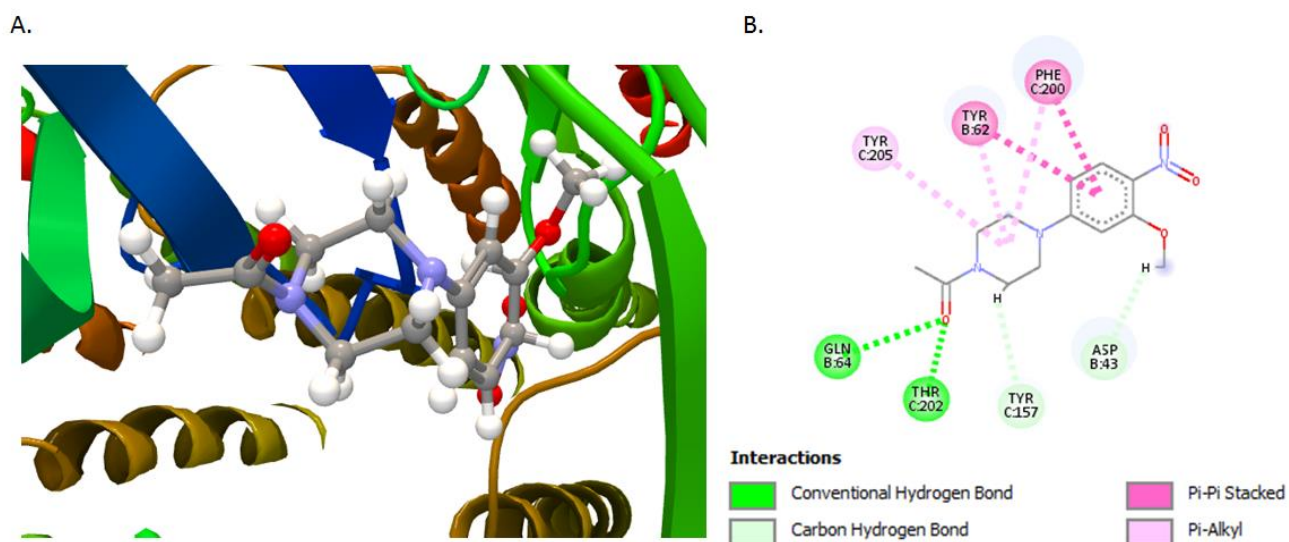 A.
B.
PHE
C:200
TYR
B:62
TYR
C:205
O
N
O
N
O
N
H
H
O
GLN
B:64
THR
C:202
TYR
C:157
ASP
B:43
Interactions
Conventional Hydrogen Bond
Carbon Hydrogen Bond
Pi-Pi Stacked
Pi-Alkyl